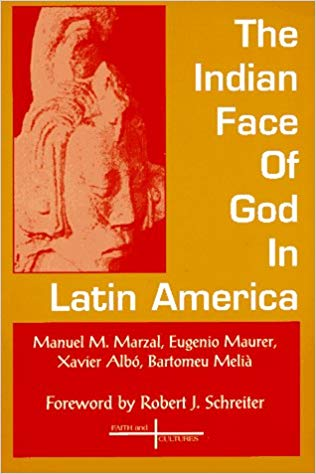 The
Indian
Face
Of
God
In
Latin America
Manuel M. Marzal, Eugenio Maurer,
Xavier Albó, Bartomeu Melià
Foreword by Robert J. Schreiter
FAITH and
CULTURES